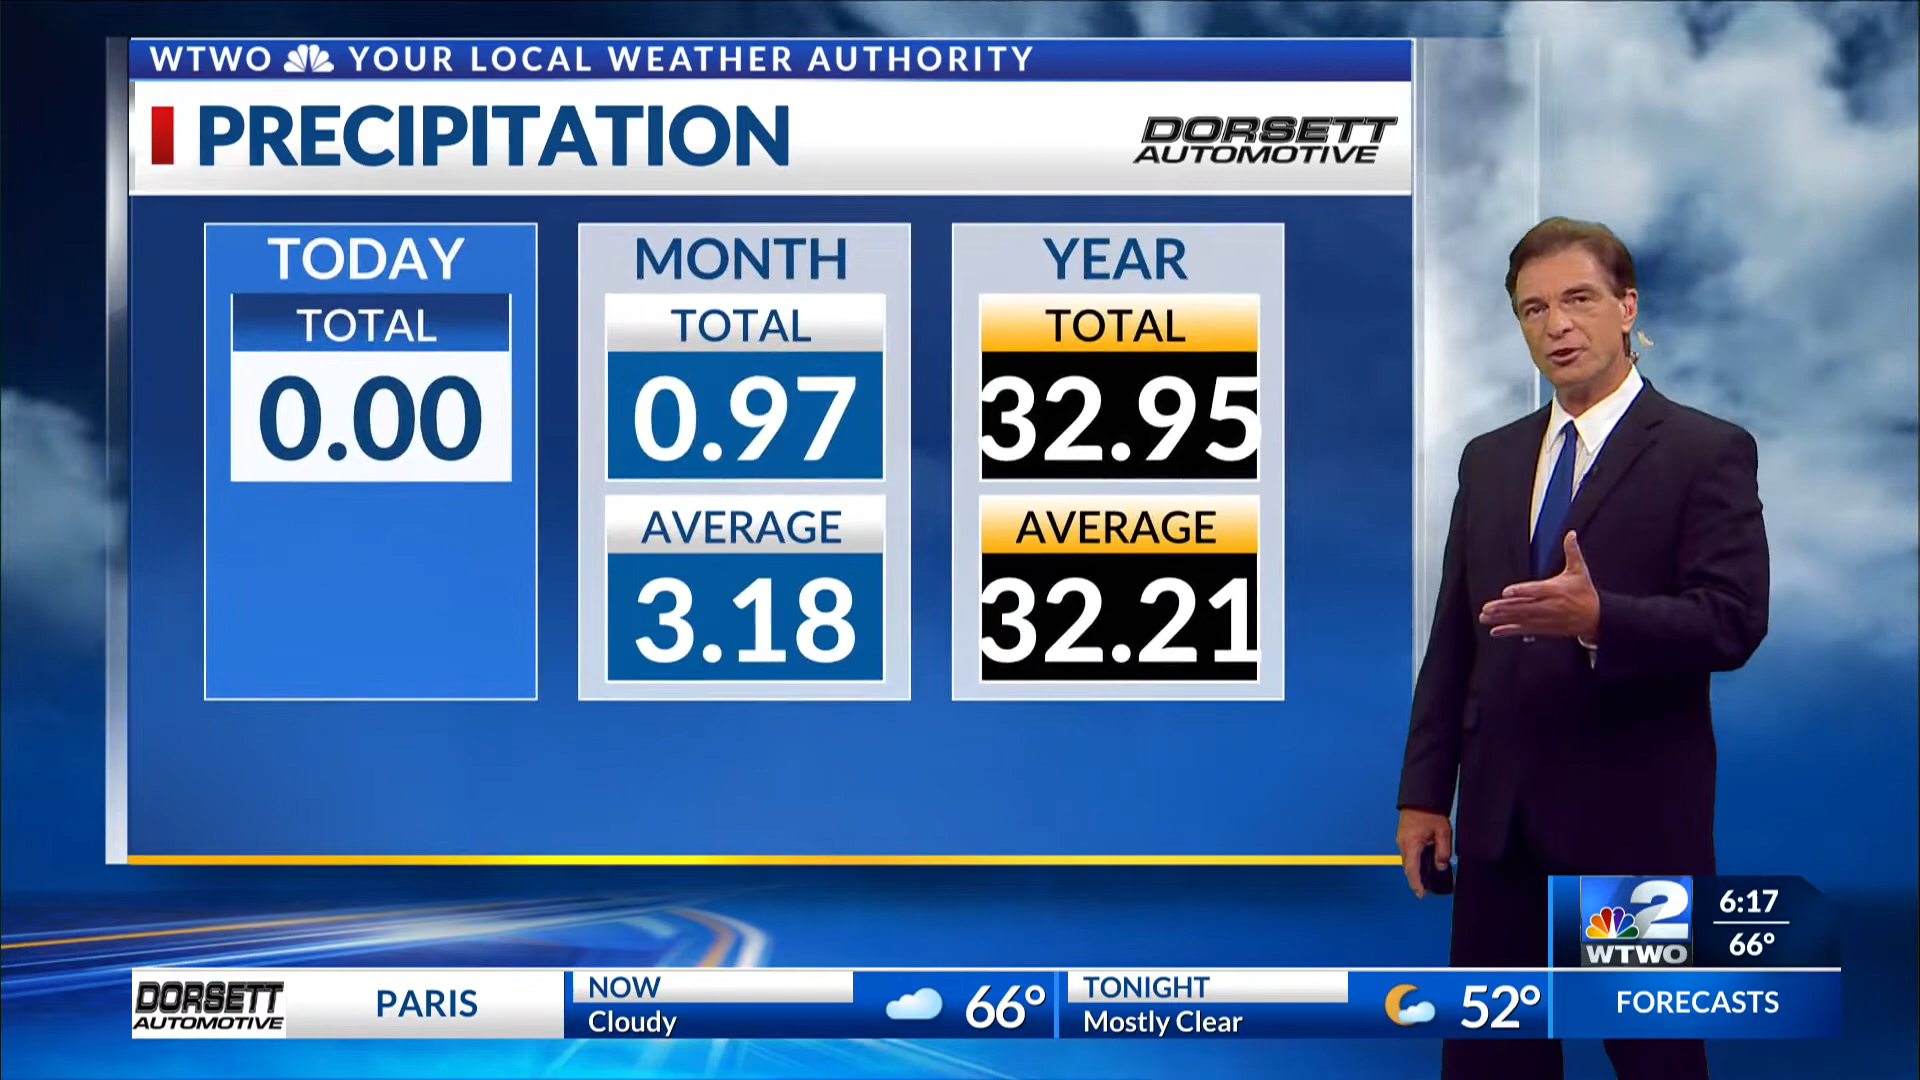 WTWO YOUR LOCAL WEATHER AUTHORITY
PRECIPITATION
DORSETT
AUTOMOTIVE
TODAY
TOTAL
0.00
MONTH
TOTAL
0.97
AVERAGE
3.18
YEAR
TOTAL
32.95
AVERAGE
32.21
2
WTWO
6:17
66°
DORSETT
AUTOMOTIVE
PARIS
NOW
Cloudy
66°
TONIGHT
Mostly Clear
52°
FORECASTS